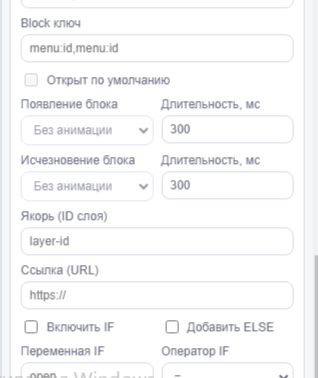 Block ключ
menu:id,menu:id
Открыт по умолчанию
Появление блока Длительность, мс
Без анимации 300
Исчезновение блока Длительность, мс
Без анимации 300
Якорь (ID слоя)
layer-id
Ссылка (URL)
https://
Включить IF Добавить ELSE
Переменная IF Оператор IF
open =